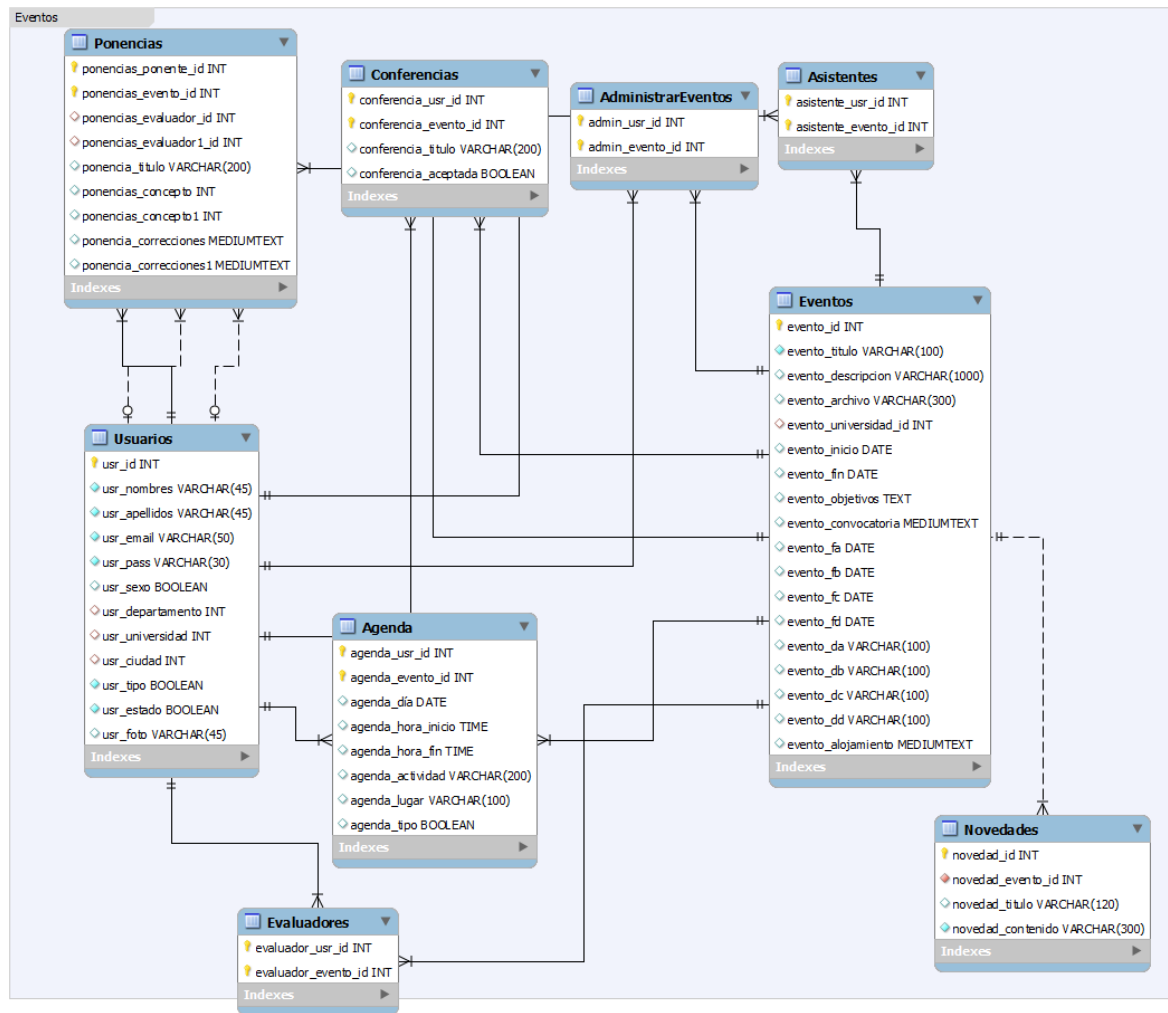 Eventos
Ponencias
ponencias_ponente_id INT
ponencias_evento_id INT
ponencias_evaluador_id INT
ponencias_evaluador1_id INT
ponencia_titulo VARCHAR(200)
ponencias_concepto INT
ponencias_concepto1 INT
ponencia_correcciones MEDIUMTEXT
ponencia_correcciones1 MEDIUMTEXT
Indexes
Conferencias
conferencia_usr_id INT
conferencia_evento_id INT
conferencia_titulo VARCHAR(200)
conferencia_aceptada BOOLEAN
Indexes
AdministrarEventos
admin_usr_id INT
admin_evento_id INT
Indexes
Asistentes
asistente_usr_id INT
asistente_evento_id INT
Indexes
Usuarios
usr_id INT
usr_nombres VARCHAR(45)
usr_apellidos VARCHAR(45)
usr_email VARCHAR(50)
usr_pass VARCHAR(30)
usr_sexo BOOLEAN
usr_departamento INT
usr_universidad INT
usr_ciudad INT
usr_tipo BOOLEAN
usr_estado BOOLEAN
usr_foto VARCHAR(45)
Indexes
Agenda
agenda_usr_id INT
agenda_evento_id INT
agenda_día DATE
agenda_hora_inicio TIME
agenda_hora_fin TIME
agenda_actividad VARCHAR(200)
agenda_lugar VARCHAR(100)
agenda_tipo BOOLEAN
Indexes
Eventos
evento_id INT
evento_titulo VARCHAR(100)
evento_descripcion VARCHAR(1000)
evento_archivo VARCHAR(300)
evento_universidad_id INT
evento_inicio DATE
evento_fin DATE
evento_objetivos TEXT
evento_convocatoria MEDIUMTEXT
evento_fa DATE
evento_fb DATE
evento_fc DATE
evento_fd DATE
evento_da VARCHAR(100)
evento_db VARCHAR(100)
evento_dc VARCHAR(100)
evento_dd VARCHAR(100)
evento_alojamiento MEDIUMTEXT
Indexes
Evaluadores
evaluador_usr_id INT
evaluador_evento_id INT
Indexes
Novedades
novedad_id INT
novedad_evento_id INT
novedad_titulo VARCHAR(120)
novedad_contenido VARCHAR(300)
Indexes